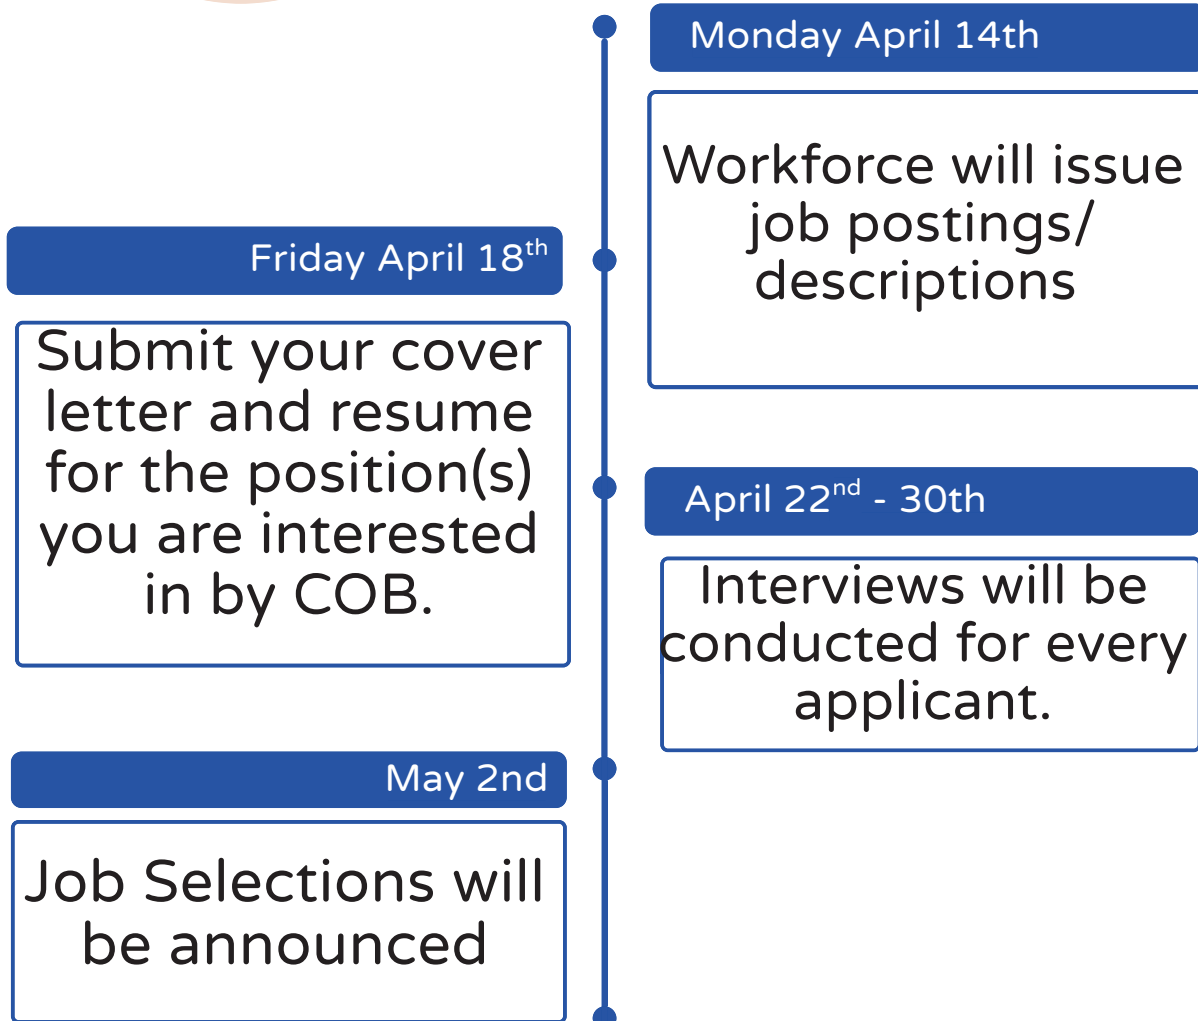 Monday April 14th
Workforce will issue
job postings/
descriptions
Friday April 18th
Submit your cover
letter and resume
for the position(s)
you are interested
in by COB.
April 22nd - 30th
Interviews will be
conducted for every
applicant.
May 2nd
Job Selections will
be announced